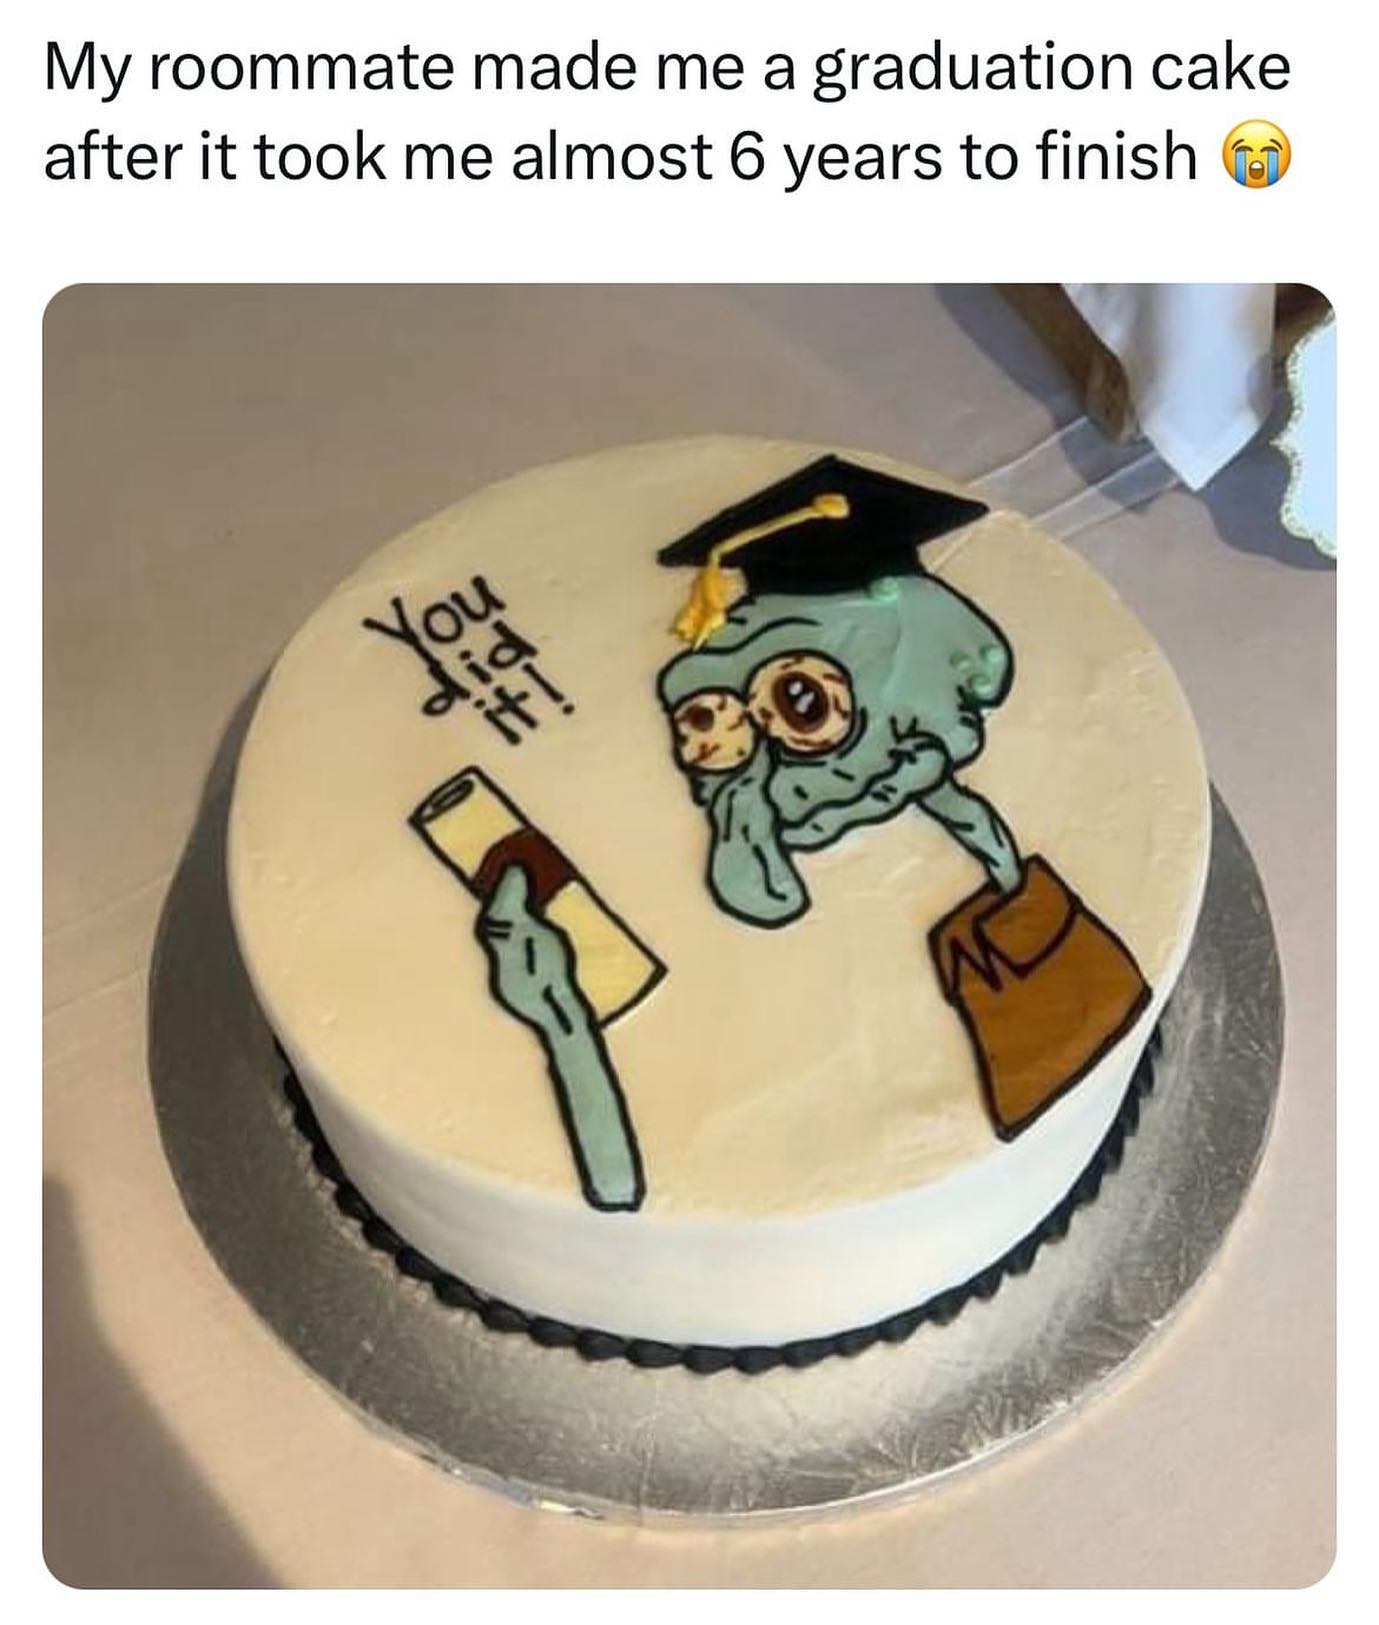 My roommate made me a graduation cake
after it took me almost 6 years to finish 😭
You
did
it!